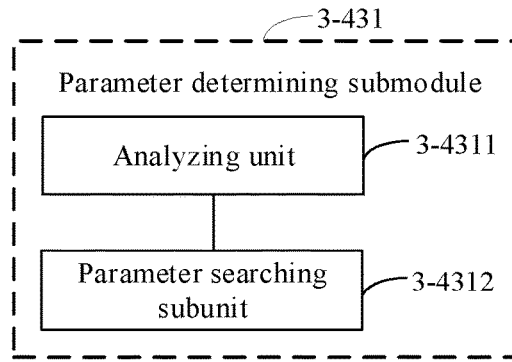 3-431
Parameter determining submodule
Analyzing unit
3-4311
Parameter searching
subunit
3-4312